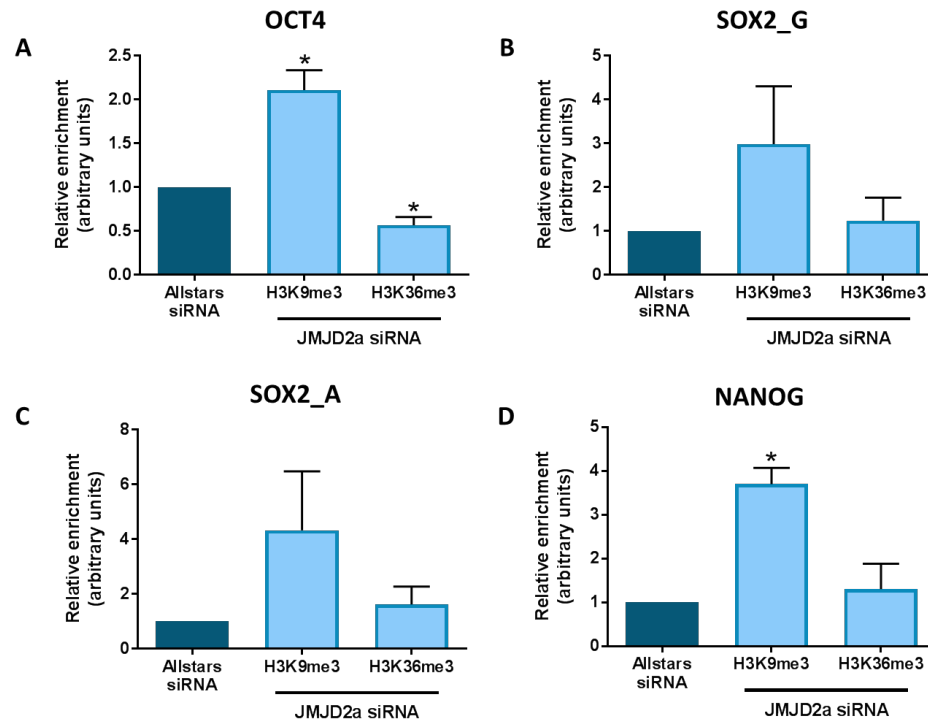 A
OCT4
Relative enrichment
(arbitrary units)
2.5
2.0
1.5
1.0
0.5
0.0
*
*
Allstars
siRNA
H3K9me3
H3K36me3
JMJD2a siRNA
B
SOX2_G
Relative enrichment
(arbitrary units)
5
4
3
2
1
0
Allstars
siRNA
H3K9me3
H3K36me3
JMJD2a siRNA
C
SOX2_A
Relative enrichment
(arbitrary units)
8
6
4
2
0
Allstars
siRNA
H3K9me3
H3K36me3
JMJD2a siRNA
D
NANOG
Relative enrichment
(arbitrary units)
5
4
3
2
1
0
*
Allstars
siRNA
H3K9me3
H3K36me3
JMJD2a siRNA